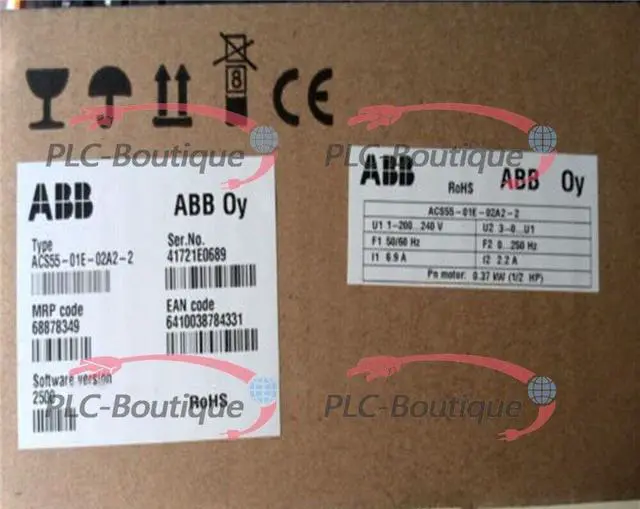 8
CE
PLC-Boutique
PLC-Boutique
ABB
ABB Oy
Type
ACS55-01E-02A2-2
Ser.No.
41721E0689
MRP code
68878349
EAN code
6410038784331
Software version
250G
RoHS
PLC-Boutique
ABB
RoHS
ABB Oy
ACS55-01E-02A2-2
U1 1~200...240 V
U2 3~0...U1
F1 50/60 Hz
F2 0...250 Hz
I1 6.9 A
I2 2.2 A
Pn motor: 0.37 kW (1/2 HP)
PLC-Boutique